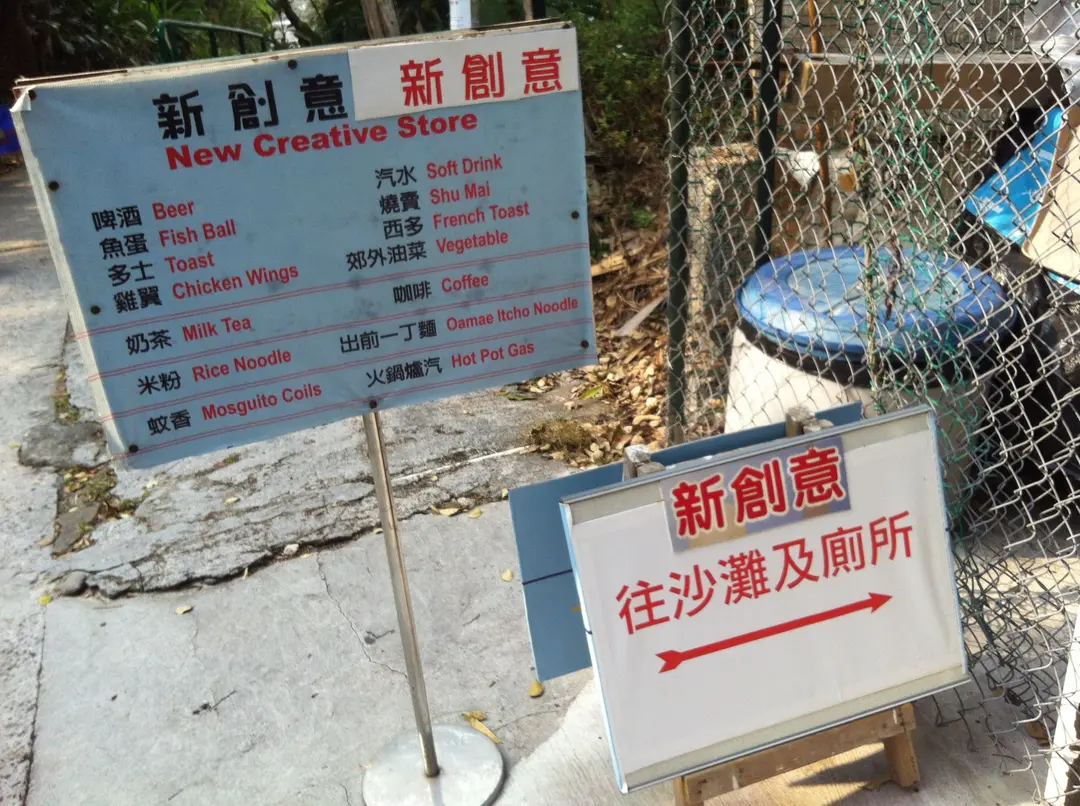 新創意 新創意
New Creative Store
啤酒 Beer
魚蛋 Fish Ball
多士 Toast
雞翼 Chicken Wings
汽水 Soft Drink
燒賣 Shu Mai
西多 French Toast
郊外油菜 Vegetable
奶茶 Milk Tea
咖啡 Coffee
米粉 Rice Noodle
出前一丁麵 Oamae Itcho Noodle
蚊香 Mosguito Coils
火鍋爐汽 Hot Pot Gas
新創意
往沙灘及廁所